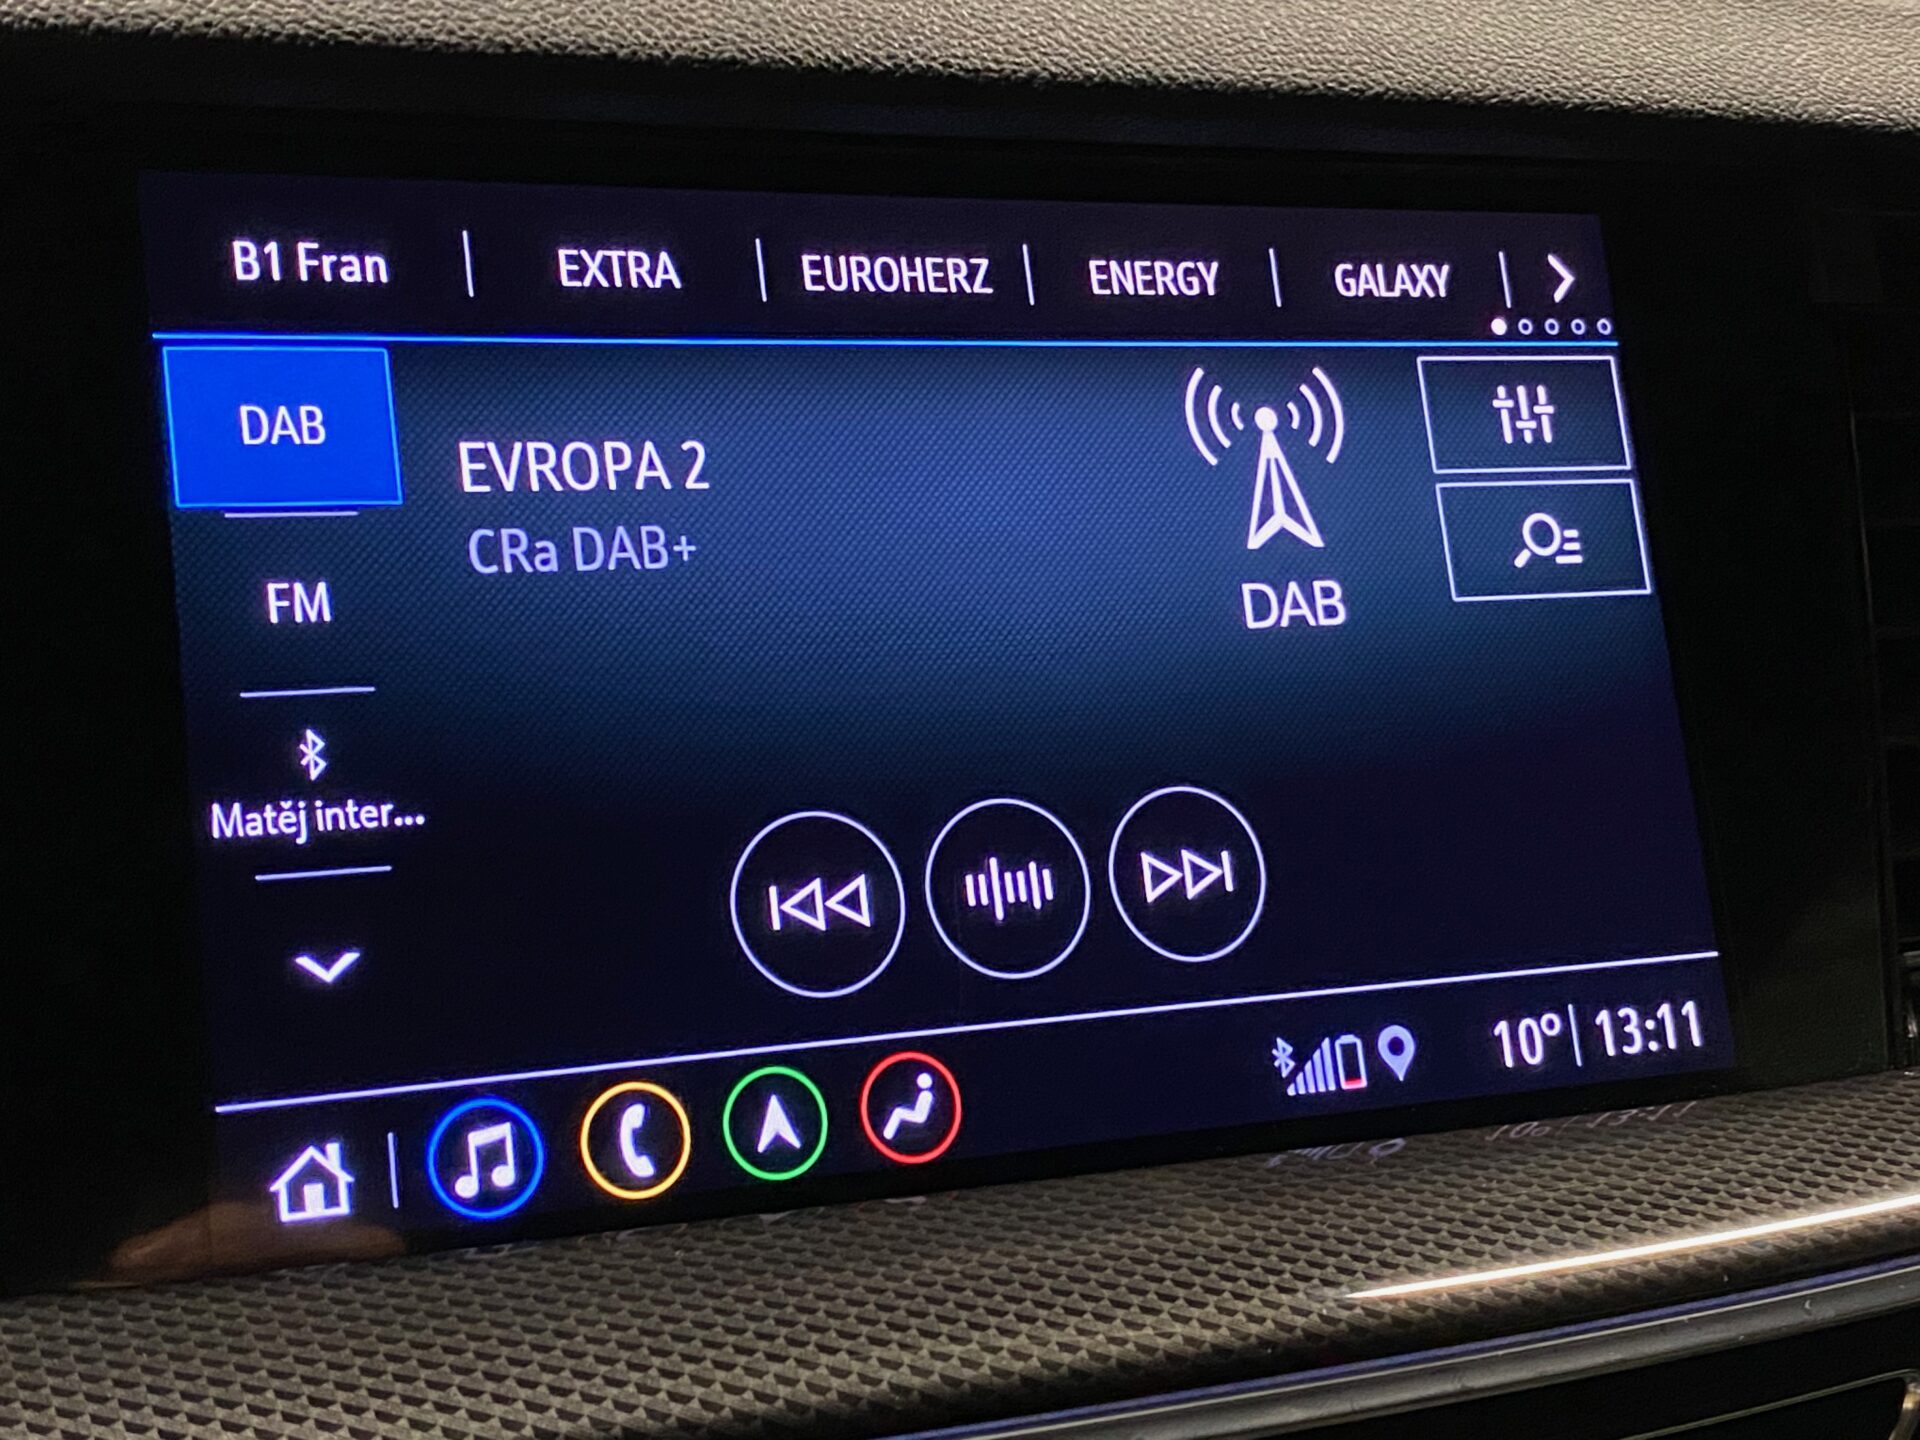 B1 Fran
EXTRA
EUROHERZ
ENERGY
GALAXY
DAB
EVROPA 2
CRa DAB+
DAB
FM
Matěj inter...
10° 13:11